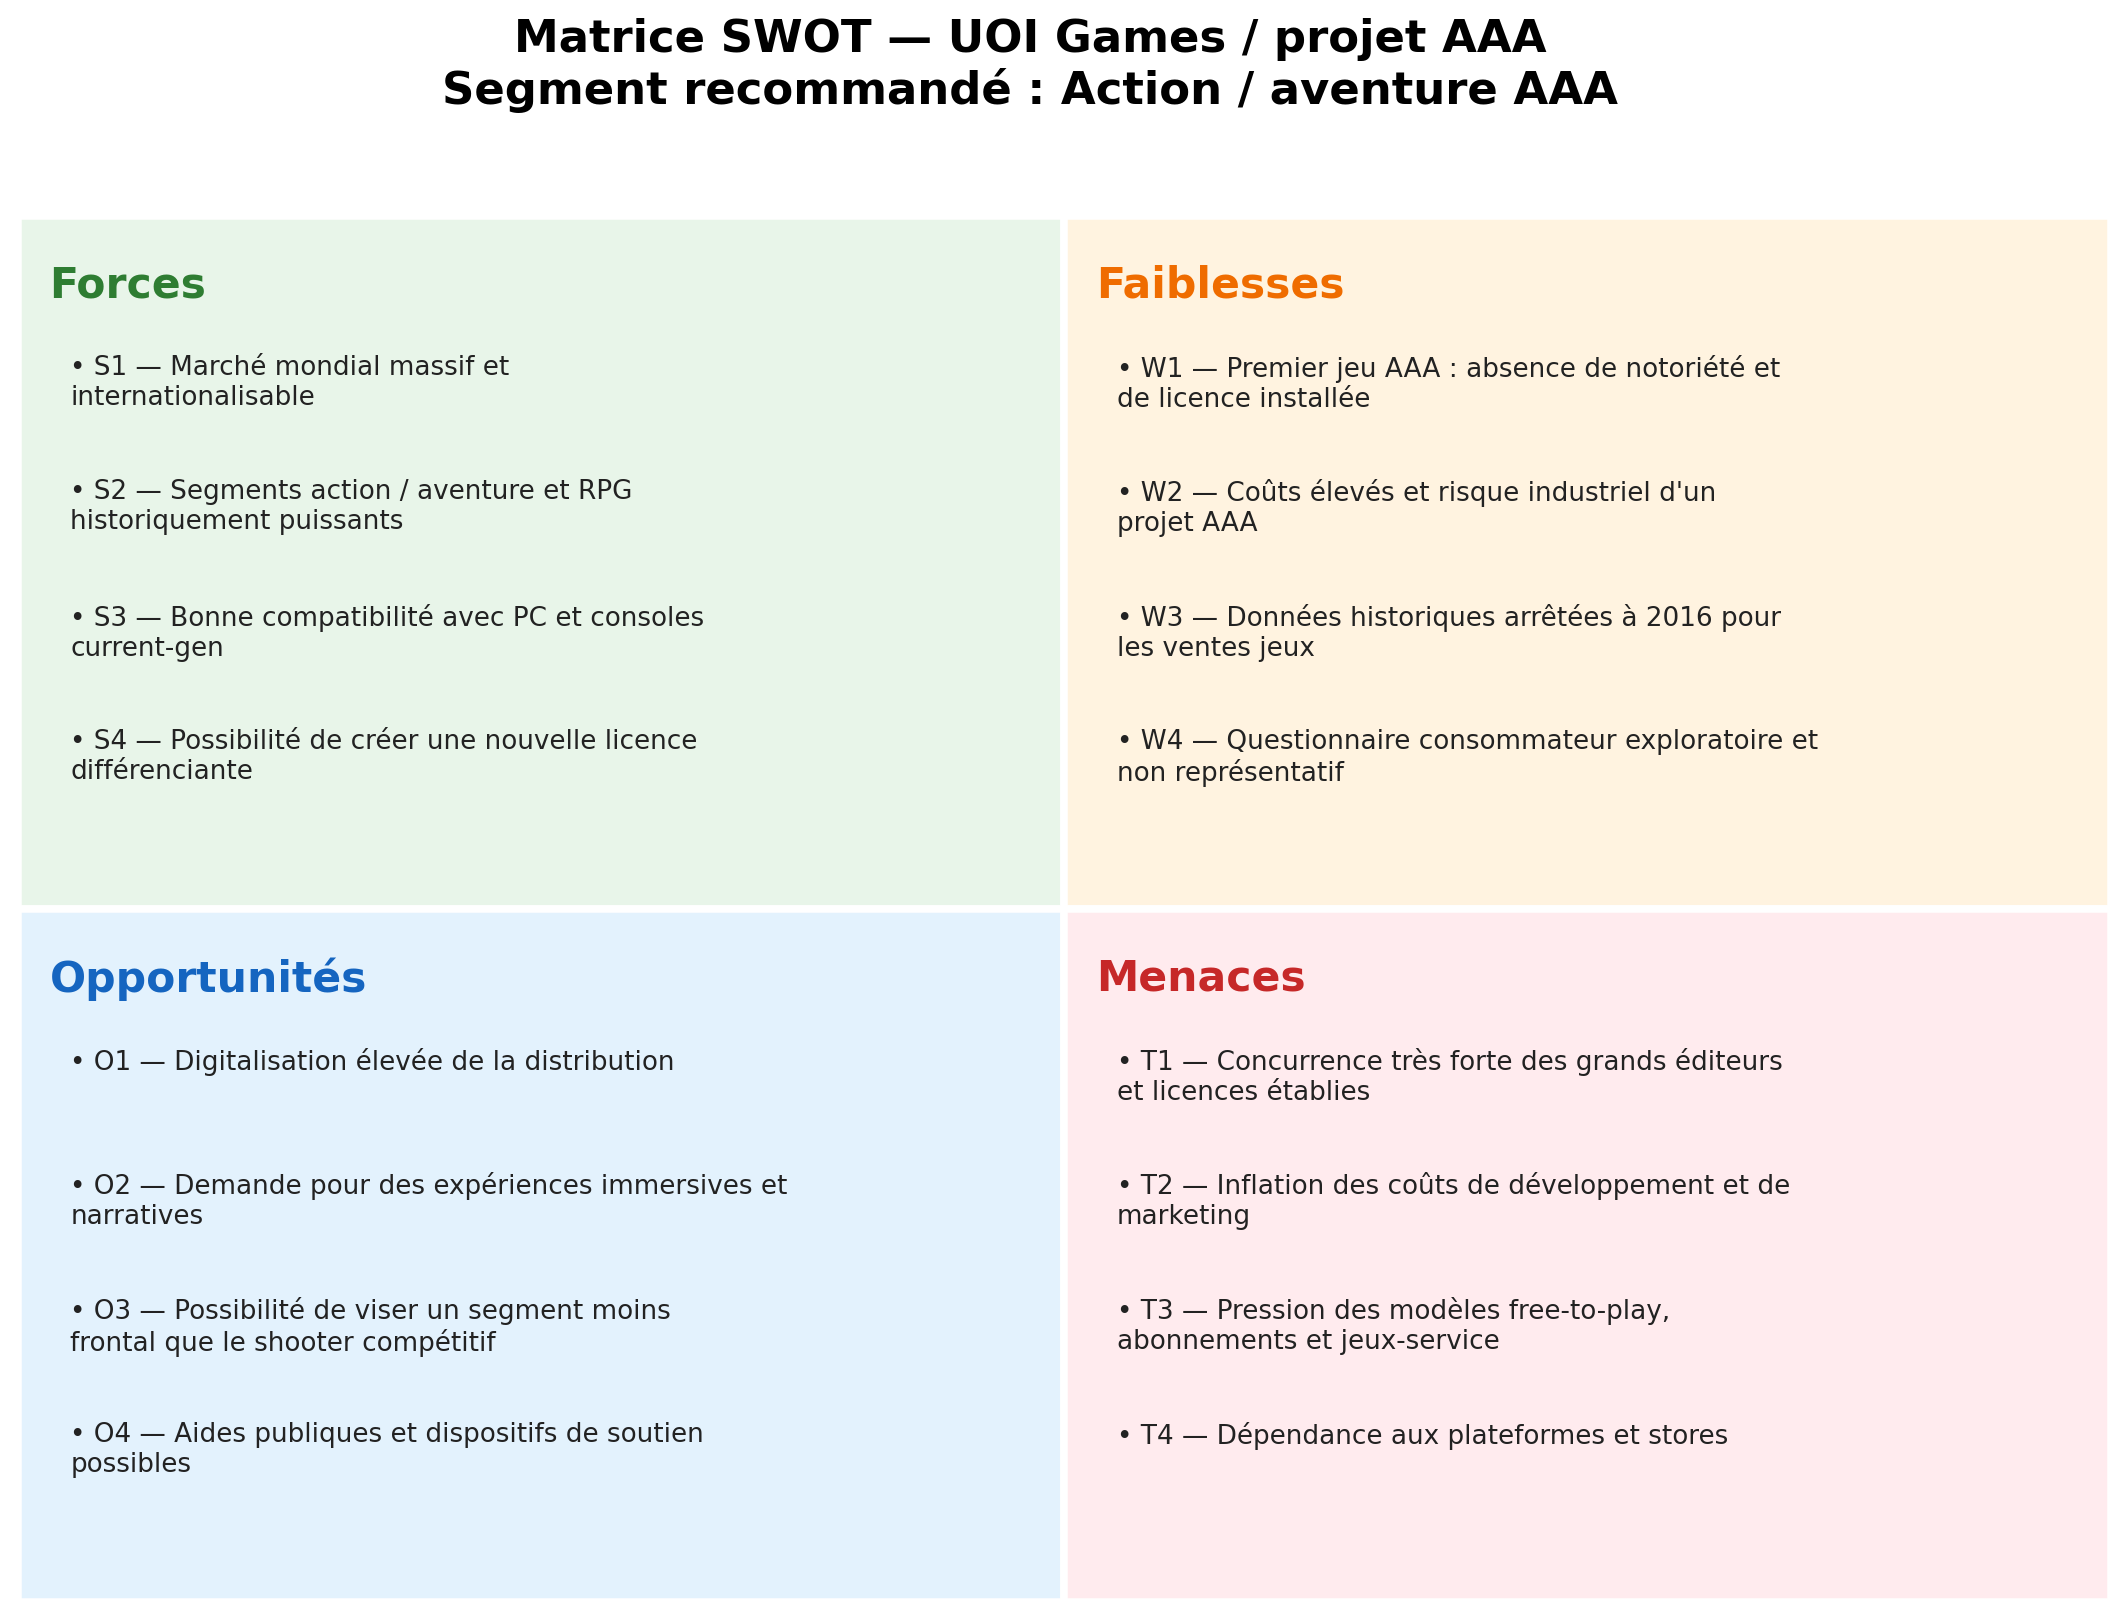 Matrice SWOT — UOI Games / projet AAA
Segment recommandé : Action / aventure AAA
Forces
• S1 — Marché mondial massif et
internationalisable
• S2 — Segments action / aventure et RPG
historiquement puissants
• S3 — Bonne compatibilité avec PC et consoles
current-gen
• S4 — Possibilité de créer une nouvelle licence
différenciante
Faiblesses
• W1 — Premier jeu AAA : absence de notoriété et
de licence installée
• W2 — Coûts élevés et risque industriel d'un
projet AAA
• W3 — Données historiques arrêtées à 2016 pour
les ventes jeux
• W4 — Questionnaire consommateur exploratoire et
non représentatif
Opportunités
• O1 — Digitalisation élevée de la distribution
• O2 — Demande pour des expériences immersives et
narratives
• O3 — Possibilité de viser un segment moins
frontal que le shooter compétitif
• O4 — Aides publiques et dispositifs de soutien
possibles
Menaces
• T1 — Concurrence très forte des grands éditeurs
et licences établies
• T2 — Inflation des coûts de développement et de
marketing
• T3 — Pression des modèles free-to-play,
abonnements et jeux-service
• T4 — Dépendance aux plateformes et stores